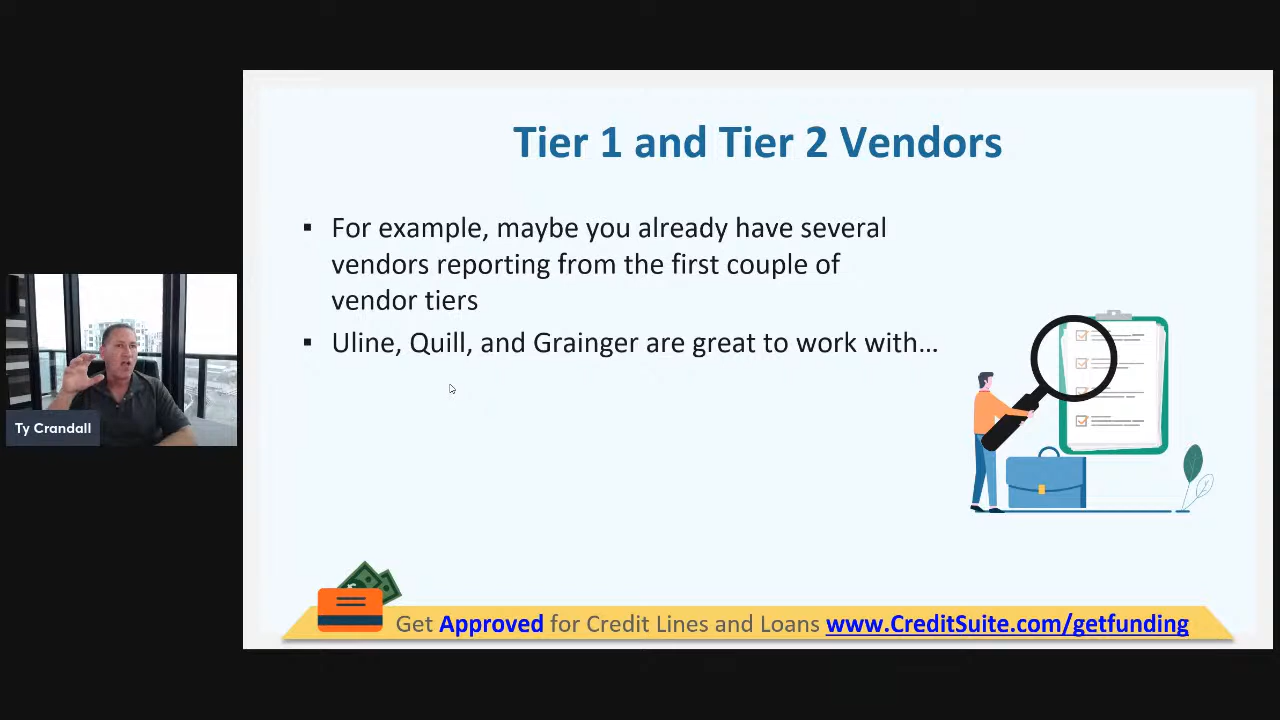 Tier 1 and Tier 2 Vendors
▪ For example, maybe you already have several
vendors reporting from the first couple of
vendor tiers
▪ Uline, Quill, and Grainger are great to work with…
Ty Crandall
Get Approved for Credit Lines and Loans www.CreditSuite.com/getfunding